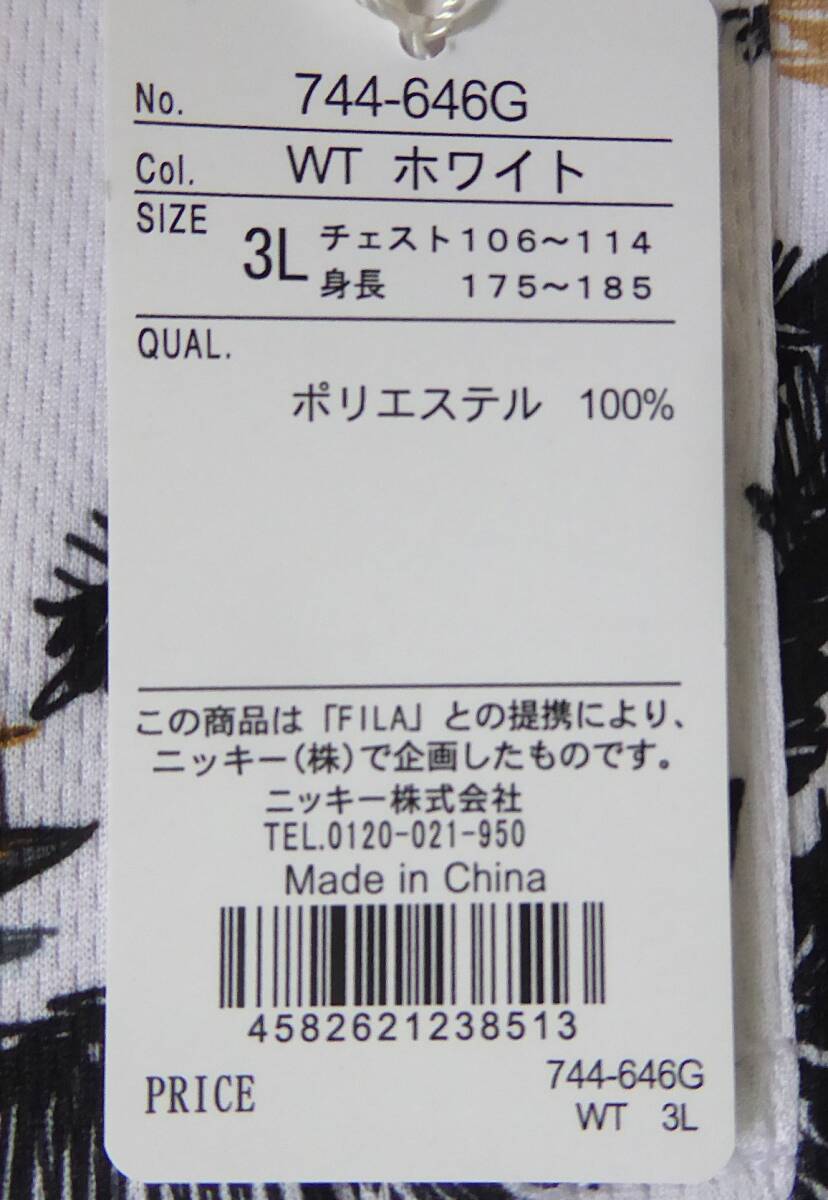 No. 744-646G
Col. WT ホワイト
SIZE 3L チェスト106～114
身長 175～185
QUAL.
ポリエステル 100%
この商品は「FILA」との提携により、
ニッキー(株)で企画したものです。
ニッキー株式会社
TEL.0120-021-950
Made in China
4582621238513
PRICE 744-646G
WT 3L